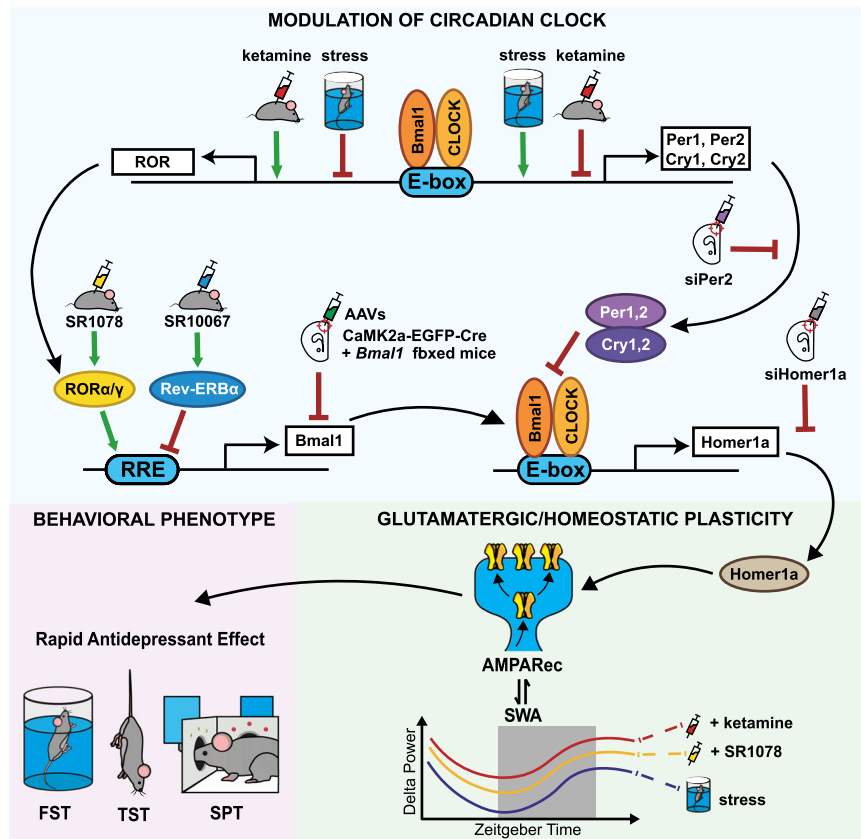 MODULATION OF CIRCADIAN CLOCK
ketamine stress
stress ketamine
Bmal1
CLOCK
E-box
ROR
Per1, Per2
Cry1, Cry2
siPer2
SR1078
SR10067
AAVs
CaMK2a-EGFP-Cre
+ Bmal1 fbxed mice
Per1,2
Cry1,2
siHomer1a
RORα/γ
Rev-ERBα
RRE
Bmal1
Bmal1
CLOCK
E-box
Homer1a
BEHAVIORAL PHENOTYPE
GLUTAMATERGIC/HOMEOSTATIC PLASTICITY
Homer1a
Rapid Antidepressant Effect
AMPARec
SWA
FST
TST
SPT
Delta Power
Zeitgeber Time
+ ketamine
+ SR1078
stress